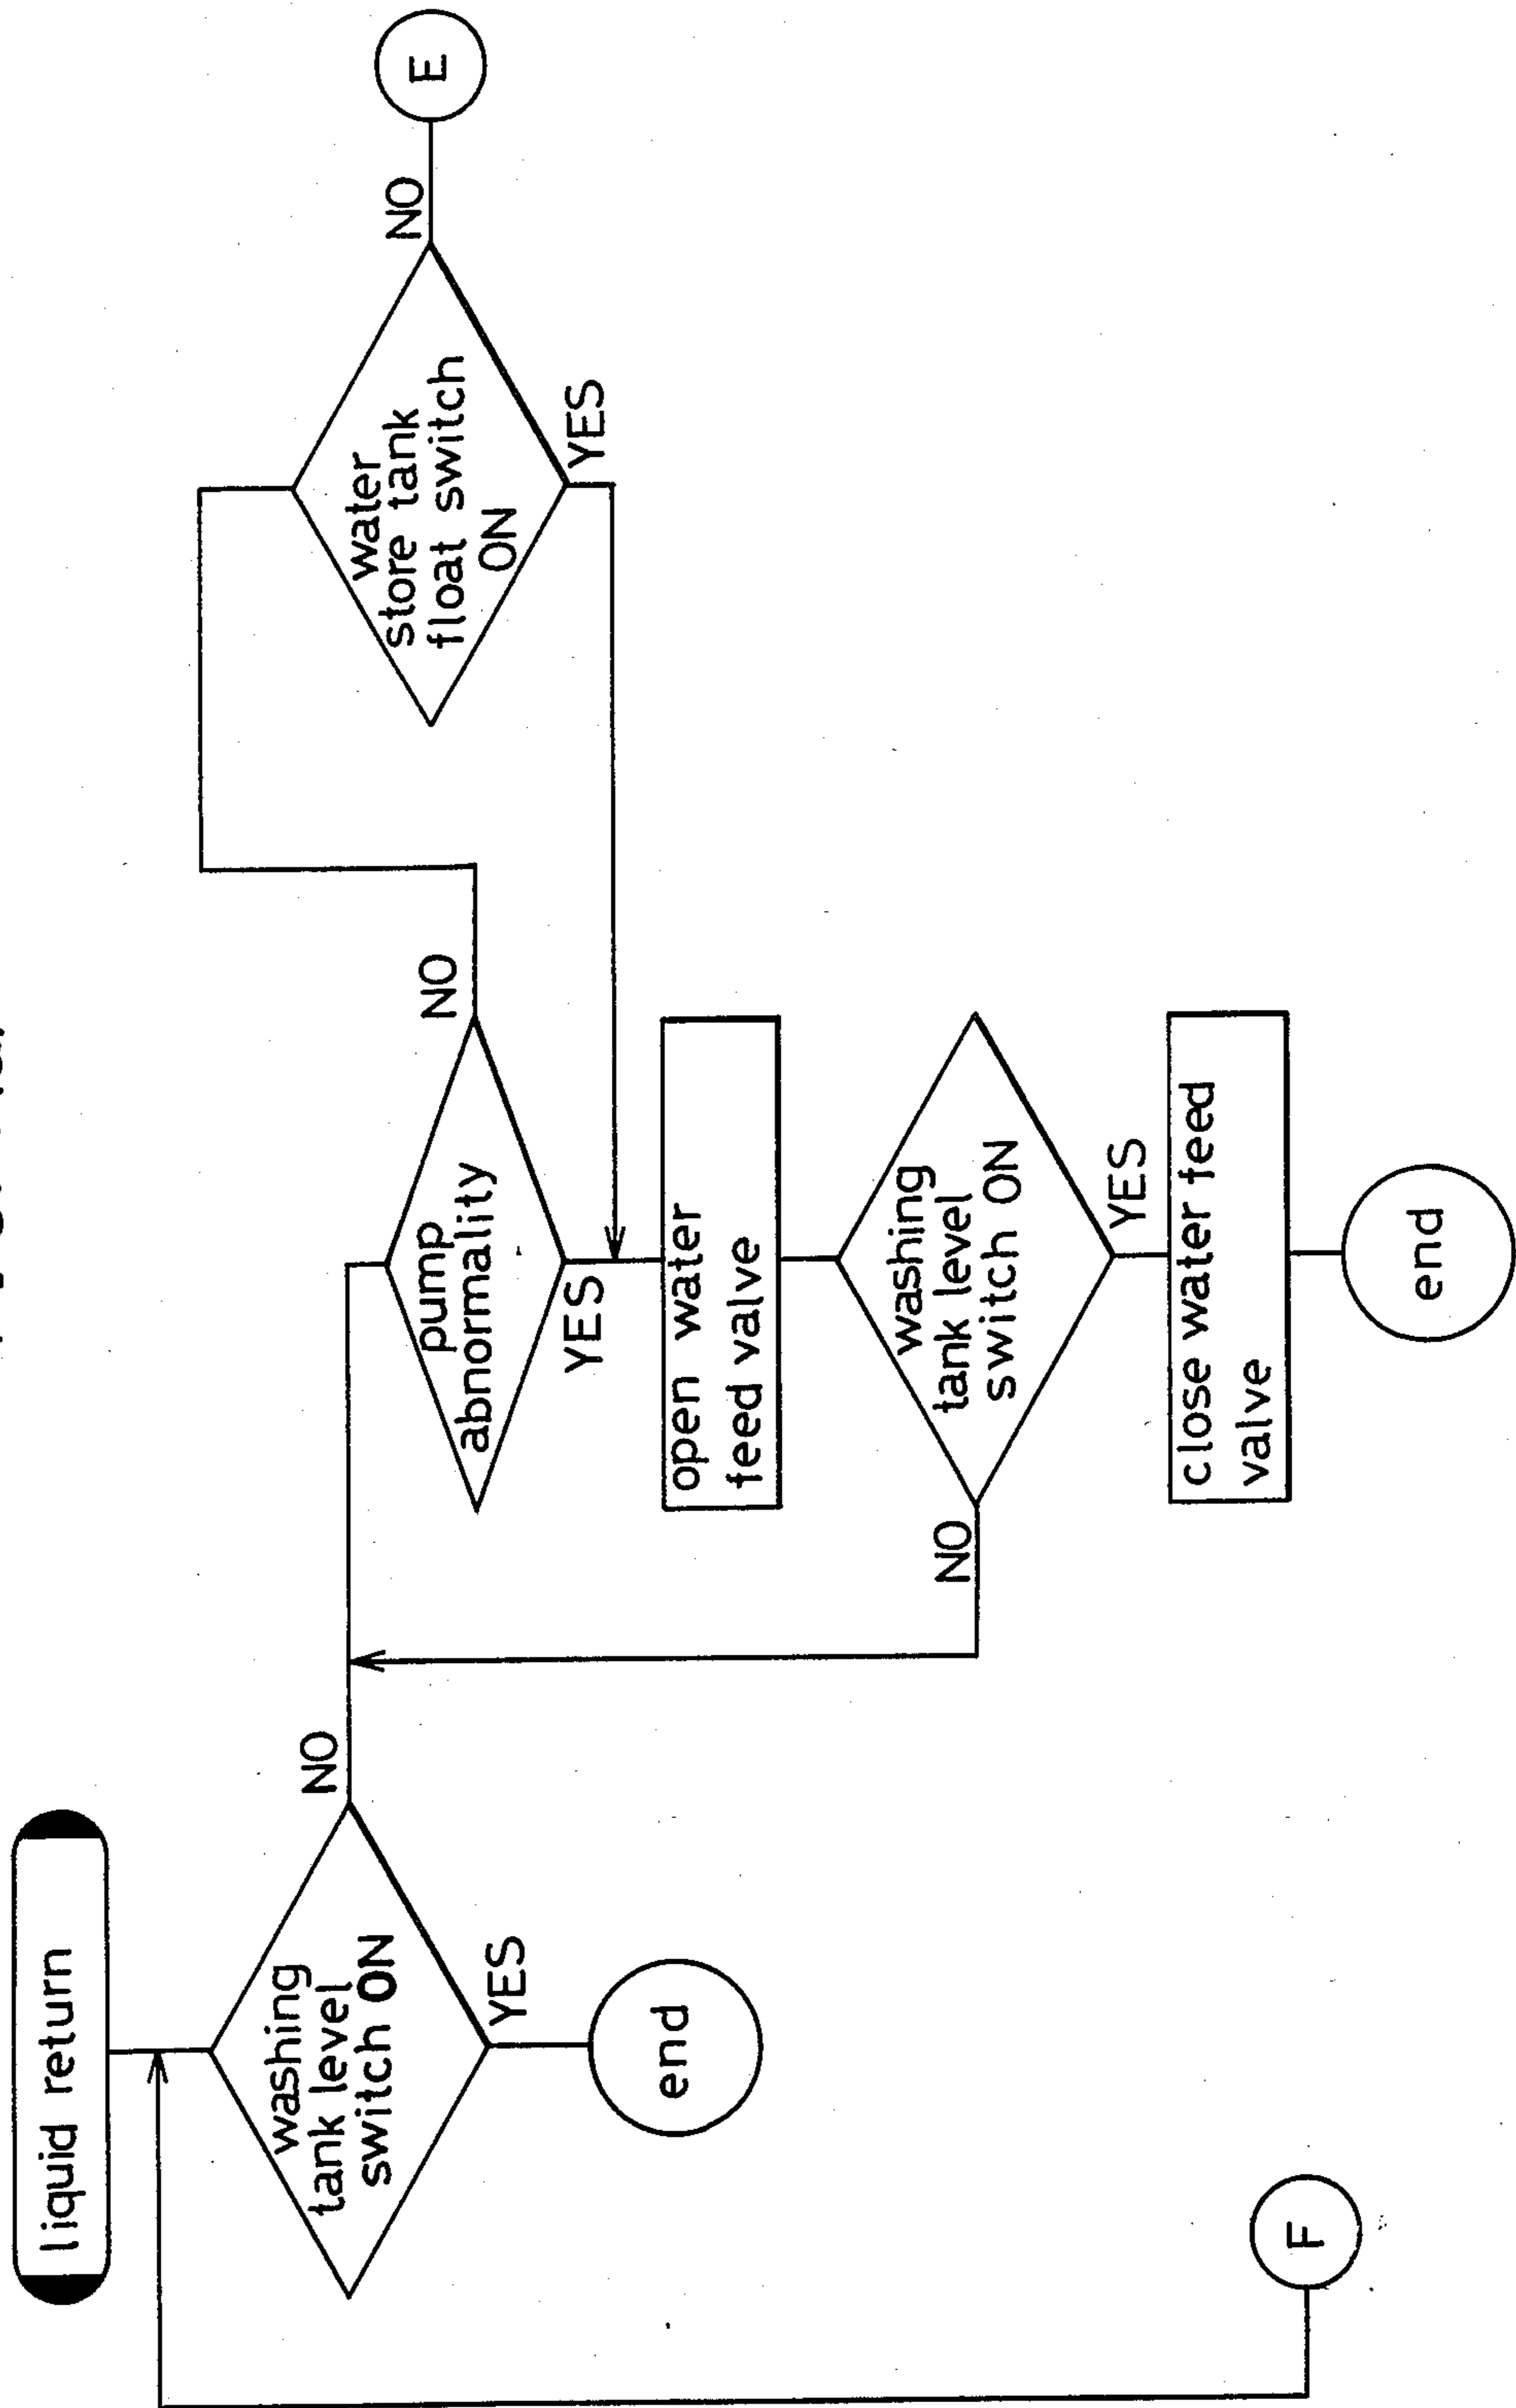 liquid return
washing
tank level
switch ON
NO
YES
end
F
pump
abnormality
NO
YES
open water
feed valve
washing
tank level
switch ON
NO
YES
close water feed
valve
end
water
store tank
float switch
ON
NO
YES
E